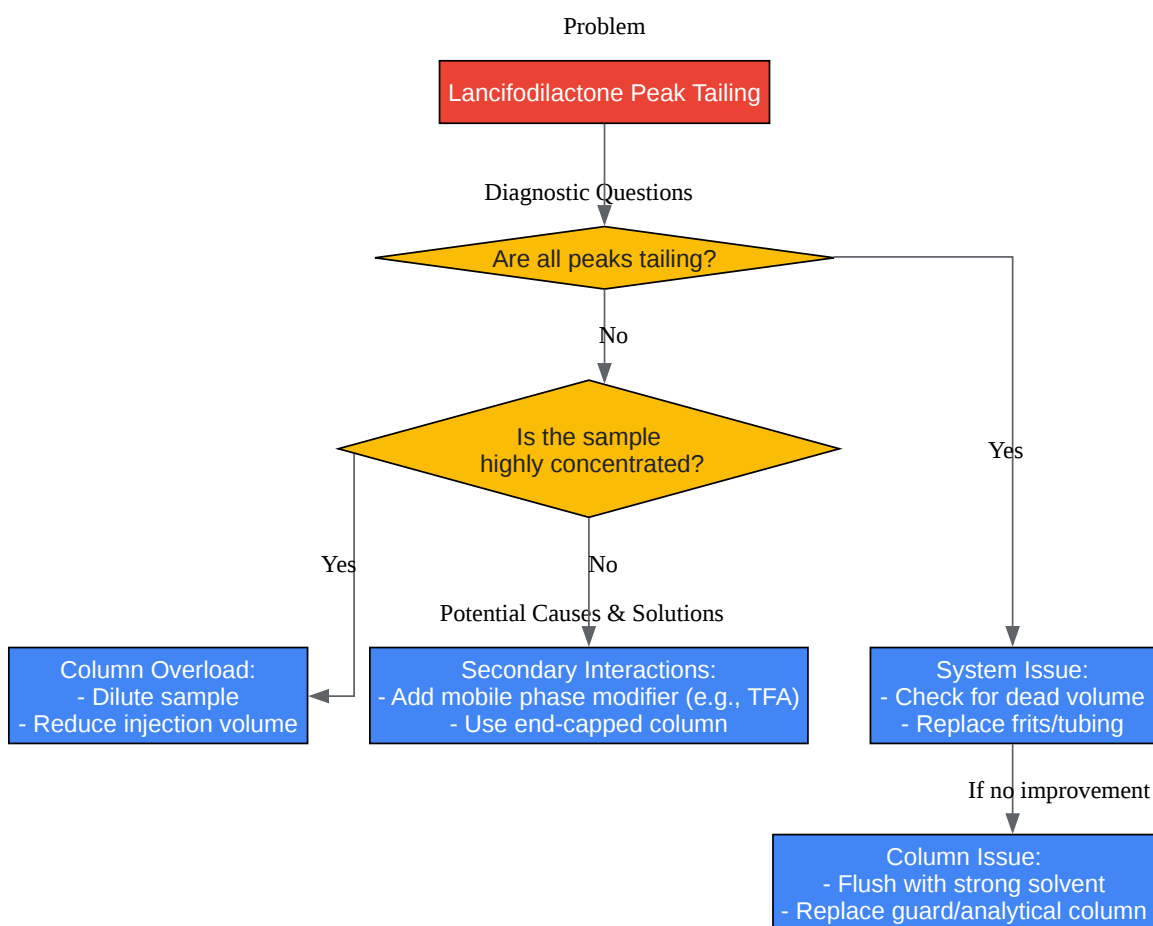 Problem
Lancifodilactone Peak Tailing
Diagnostic Questions
Are all peaks tailing?
No
Is the sample
highly concentrated?
Yes
Yes
No
Potential Causes & Solutions
Column Overload:
- Dilute sample
- Reduce injection volume
Secondary Interactions:
- Add mobile phase modifier (e.g., TFA)
- Use end-capped column
System Issue:
- Check for dead volume
- Replace frits/tubing
If no improvement
Column Issue:
- Flush with strong solvent
- Replace guard/analytical column